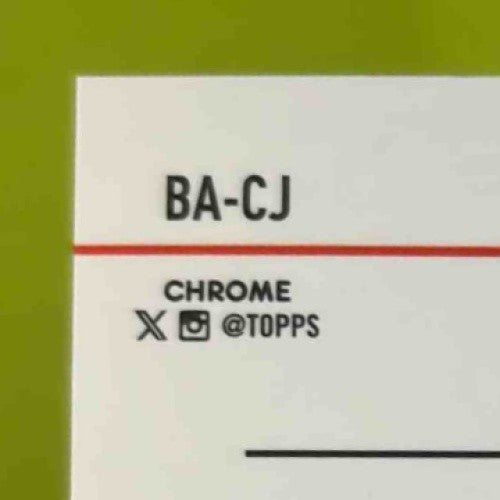 BA-CJ
CHROME
𝕏 @TOPPS